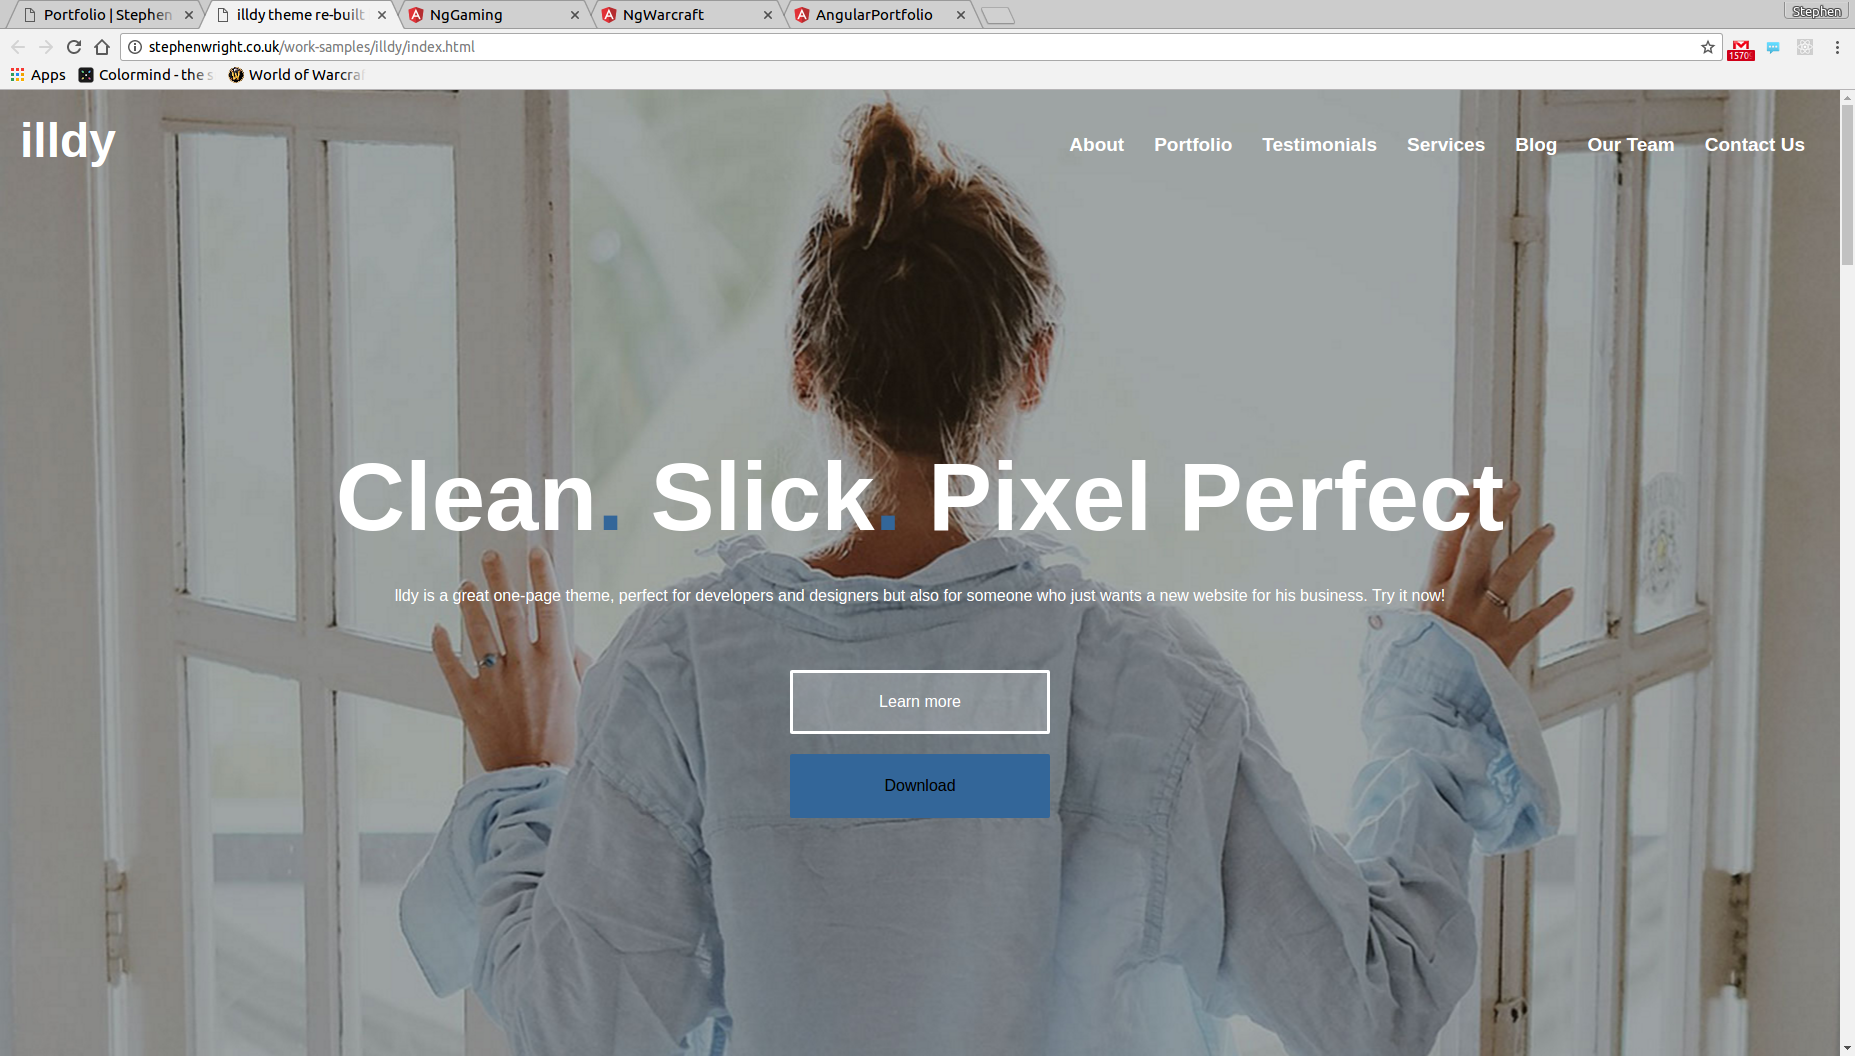 Portfolio | Stephen
illdy theme re-built
NgGaming
NgWarcraft
AngularPortfolio
Stephen
stephenwright.co.uk/work-samples/illdy/index.html
1570
Apps
Colormind - the s
World of Warcraf
illdy
About Portfolio Testimonials Services Blog Our Team Contact Us
Clean. Slick. Pixel Perfect
lldy is a great one-page theme, perfect for developers and designers but also for someone who just wants a new website for his business. Try it now!
Learn more
Download